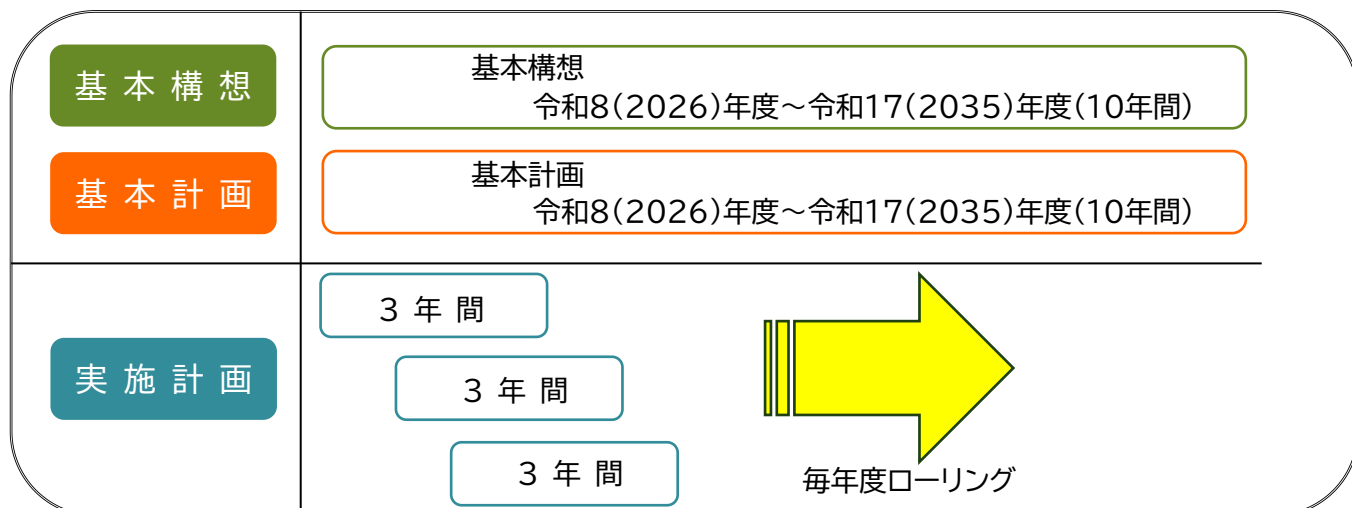 基本構想
基本構想
令和8(2026)年度～令和17(2035)年度(10年間)
基本計画
基本計画
令和8(2026)年度～令和17(2035)年度(10年間)
実施計画
3年間
3年間
3年間
毎年度ローリング